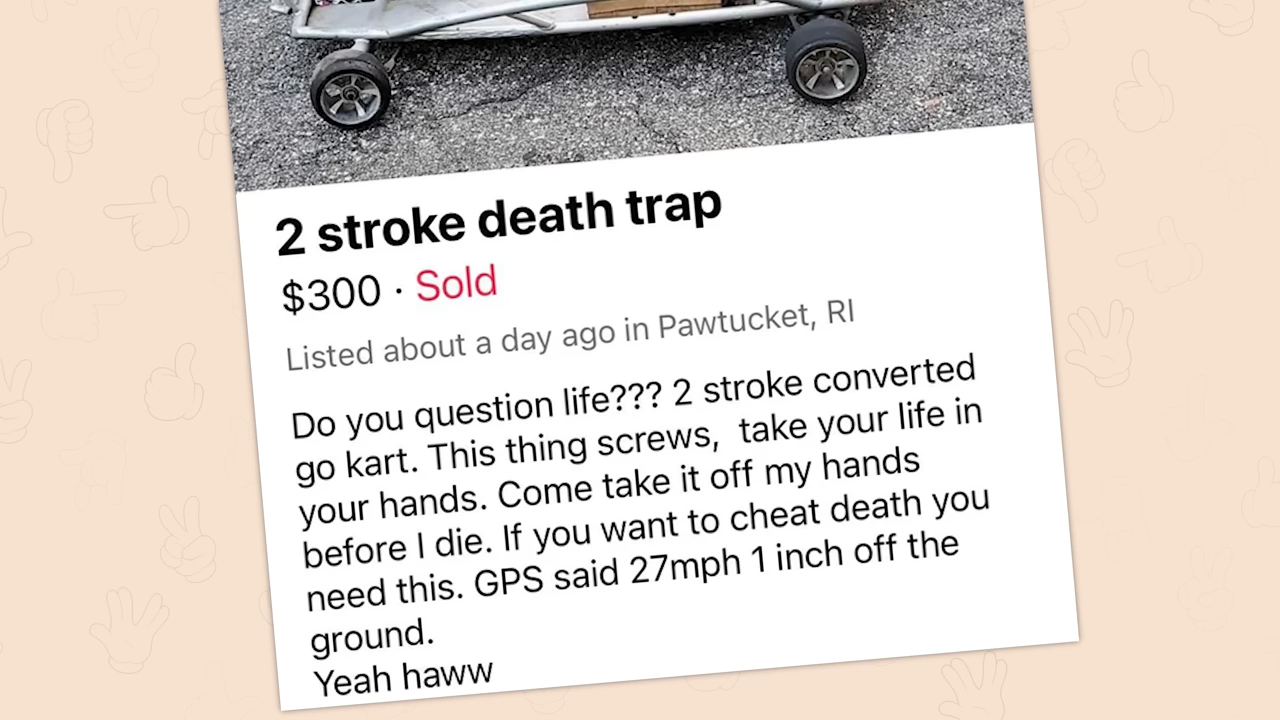 2 stroke death trap
$300 · Sold
Listed about a day ago in Pawtucket, RI
Do you question life??? 2 stroke converted
go kart. This thing screws,  take your life in
your hands. Come take it off my hands
before I die. If you want to cheat death you
need this. GPS said 27mph 1 inch off the
ground.
Yeah haww